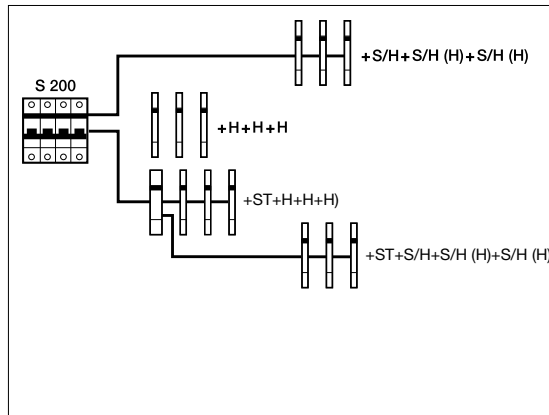 +S/H+S/H (H)+S/H (H)
S 200
+H+H+H
+ST+H+H+H)
+ST+S/H+S/H (H)+S/H (H)